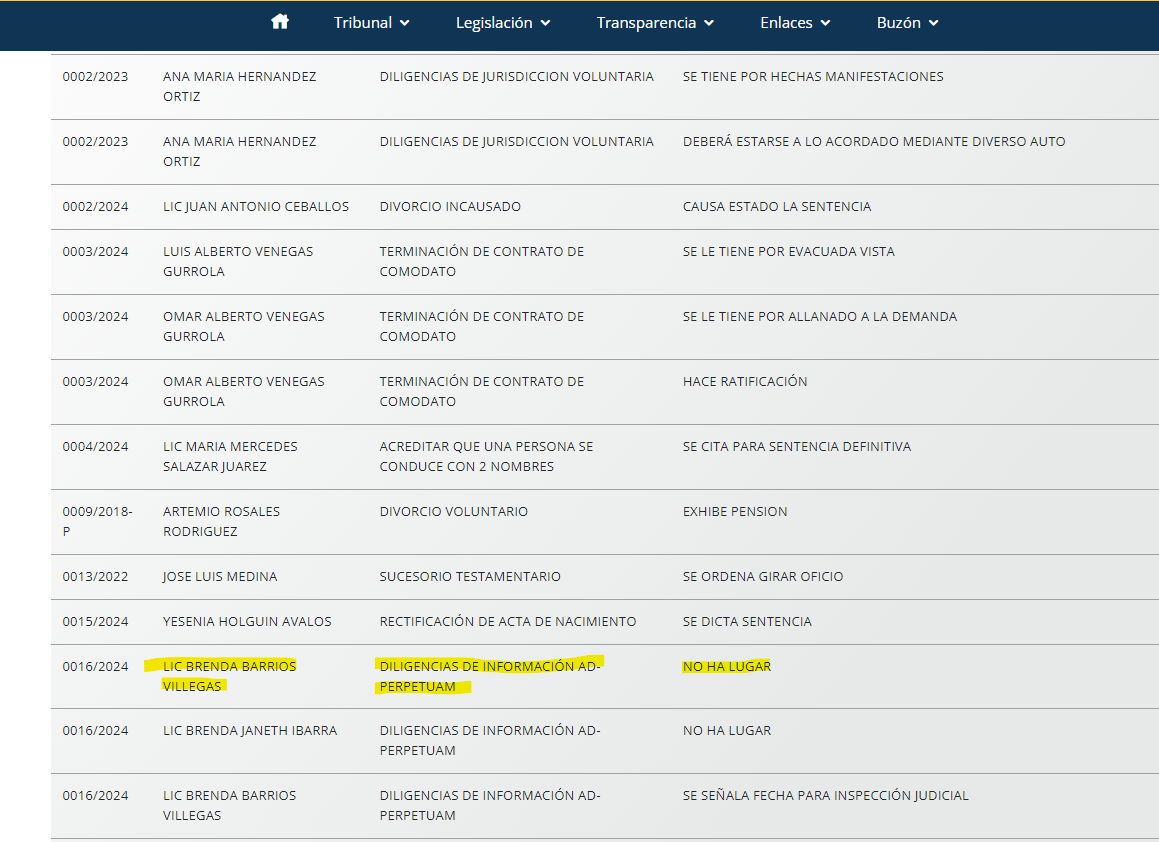 Tribunal Legislación Transparencia Enlaces Buzón
0002/2023 ANA MARIA HERNANDEZ DILIGENCIAS DE JURISDICCION VOLUNTARIA SE TIENE POR HECHAS MANIFESTACIONES
ORTIZ
0002/2023 ANA MARIA HERNANDEZ DILIGENCIAS DE JURISDICCION VOLUNTARIA DEBERÁ ESTARSE A LO ACORDADO MEDIANTE DIVERSO AUTO
ORTIZ
0002/2024 LIC JUAN ANTONIO CEBALLOS DIVORCIO INCAUSADO CAUSA ESTADO LA SENTENCIA
0003/2024 LUIS ALBERTO VENEGAS TERMINACIÓN DE CONTRATO DE SE LE TIENE POR EVACUADA VISTA
GURROLA COMODATO
0003/2024 OMAR ALBERTO VENEGAS TERMINACIÓN DE CONTRATO DE SE LE TIENE POR ALLANADO A LA DEMANDA
GURROLA COMODATO
0003/2024 OMAR ALBERTO VENEGAS TERMINACIÓN DE CONTRATO DE HACE RATIFICACIÓN
GURROLA COMODATO
0004/2024 LIC MARIA MERCEDES ACREDITAR QUE UNA PERSONA SE SE CITA PARA SENTENCIA DEFINITIVA
SALAZAR JUAREZ CONDUCE CON 2 NOMBRES
0009/2018- ARTEMIO ROSALES DIVORCIO VOLUNTARIO EXHIBE PENSION
P RODRIGUEZ
0013/2022 JOSE LUIS MEDINA SUCESORIO TESTAMENTARIO SE ORDENA GIRAR OFICIO
0015/2024 YESENIA HOLGUIN AVALOS RECTIFICACIÓN DE ACTA DE NACIMIENTO SE DICTA SENTENCIA
0016/2024 LIC BRENDA BARRIOS DILIGENCIAS DE INFORMACIÓN AD- NO HA LUGAR
VILLEGAS PERPETUAM
0016/2024 LIC BRENDA JANETH IBARRA DILIGENCIAS DE INFORMACIÓN AD- NO HA LUGAR
PERPETUAM
0016/2024 LIC BRENDA BARRIOS DILIGENCIAS DE INFORMACIÓN AD- SE SEÑALA FECHA PARA INSPECCIÓN JUDICIAL
VILLEGAS PERPETUAM